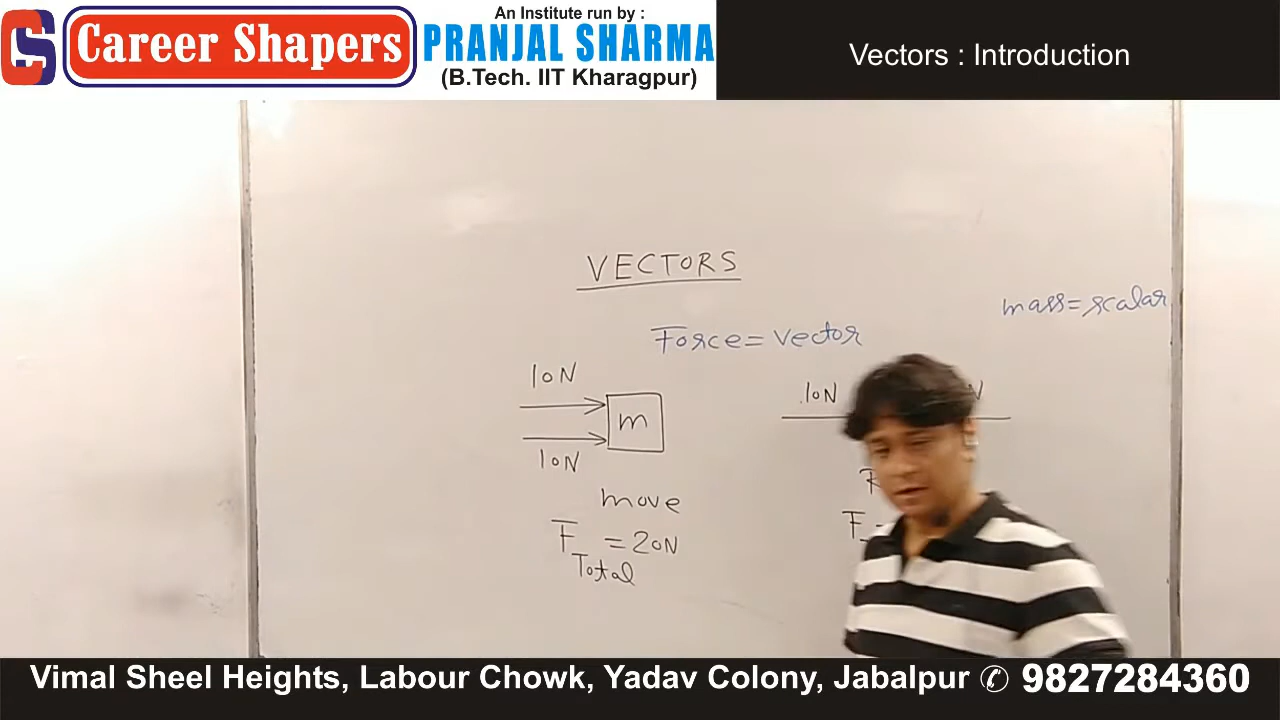 CS Career Shapers
An Institute run by :
PRANJAL SHARMA
(B.Tech. IIT Kharagpur)
Vectors : Introduction
VECTORS
mass = scalar
Force = vector
10N
m
10N
move
F Total = 20N
10N
N
F
Vimal Sheel Heights, Labour Chowk, Yadav Colony, Jabalpur ✆ 9827284360